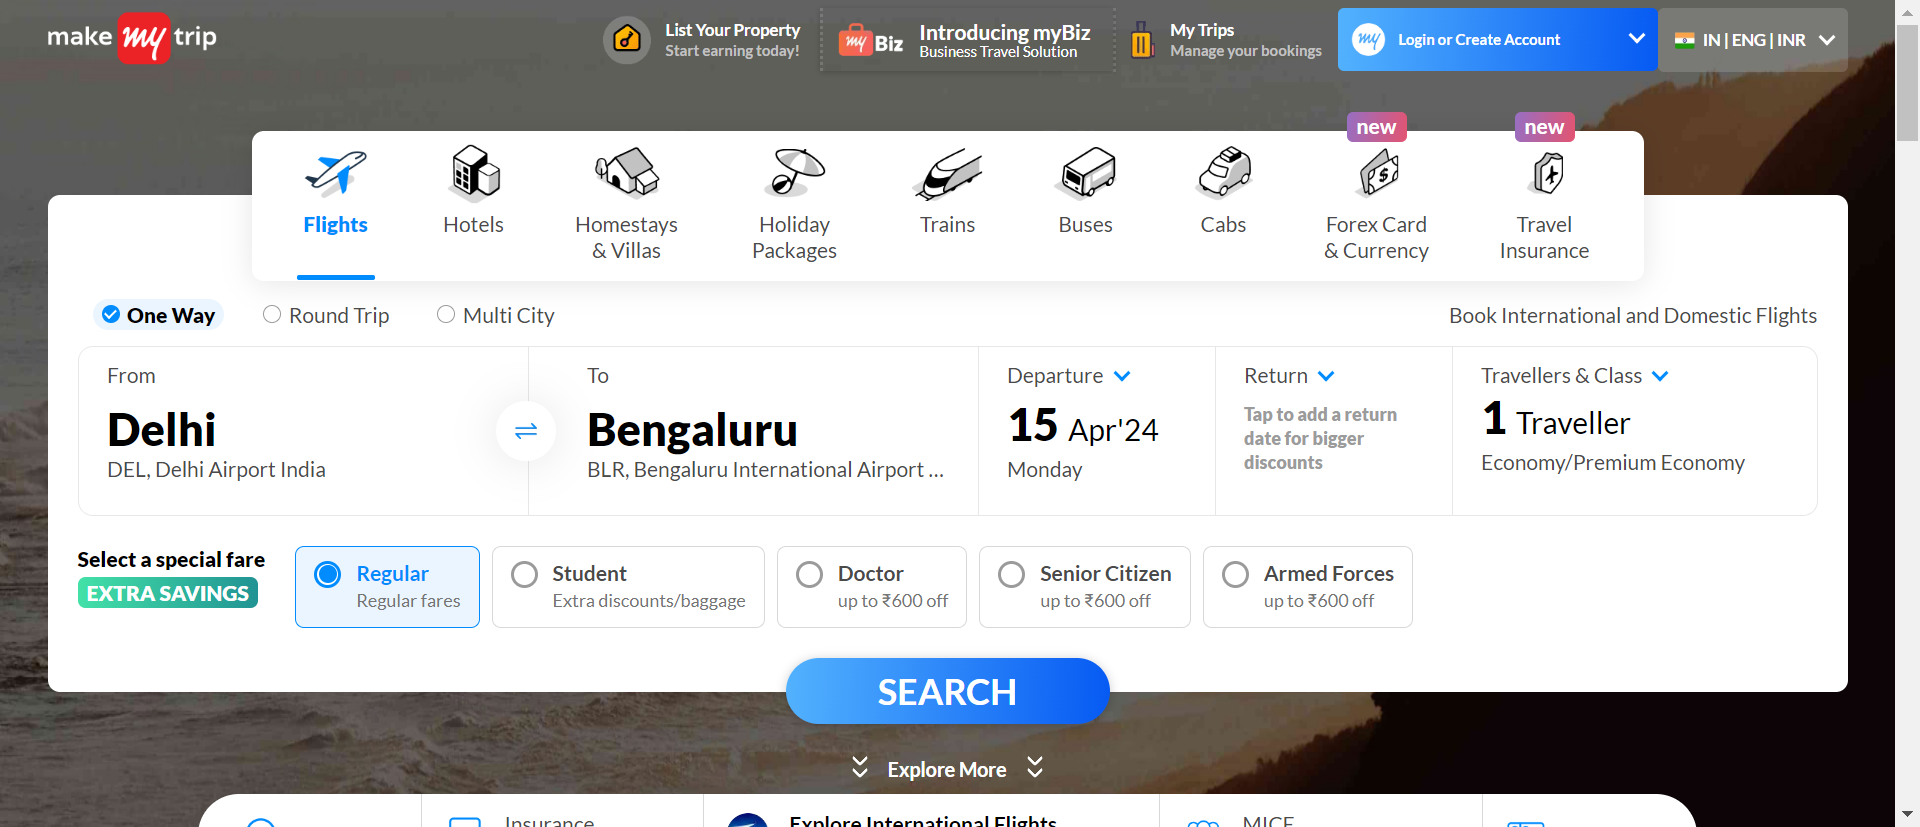 make my trip
List Your Property
Start earning today!
my Biz
Introducing myBiz
Business Travel Solution
My Trips
Manage your bookings
my Login or Create Account
IN | ENG | INR
new
new
Flights
Hotels
Homestays
& Villas
Holiday
Packages
Trains
Buses
Cabs
Forex Card
& Currency
Travel
Insurance
One Way
Round Trip
Multi City
Book International and Domestic Flights
From
Delhi
DEL, Delhi Airport India
To
Bengaluru
BLR, Bengaluru International Airport ...
Departure
15 Apr'24
Monday
Return
Tap to add a return
date for bigger
discounts
Travellers & Class
1 Traveller
Economy/Premium Economy
Select a special fare
EXTRA SAVINGS
Regular
Regular fares
Student
Extra discounts/baggage
Doctor
up to ₹600 off
Senior Citizen
up to ₹600 off
Armed Forces
up to ₹600 off
SEARCH
Explore More
Insurance
Explore International Flights
MICE